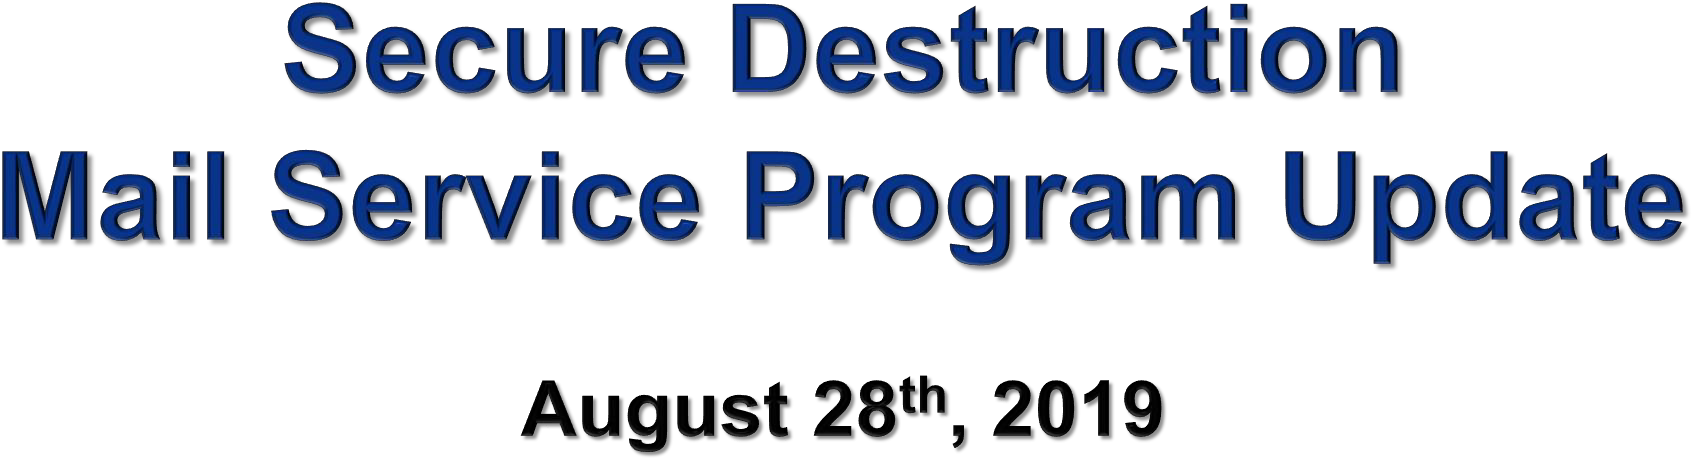 Secure Destruction
Mail Service Program Update
August 28th, 2019